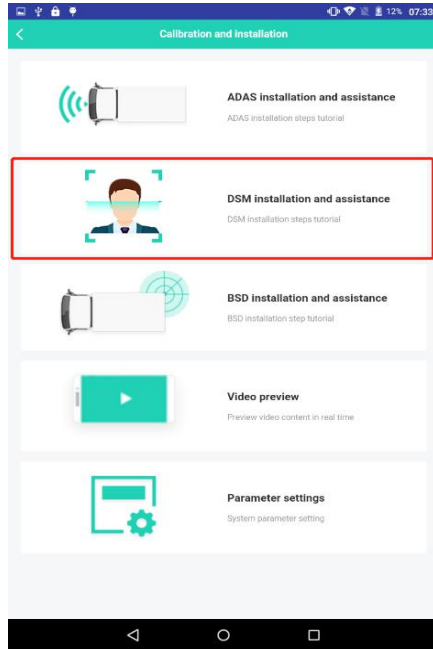 12% 07:33
Calibration and installation
ADAS installation and assistance
ADAS installation steps tutorial
DSM installation and assistance
DSM installation steps tutorial
BSD installation and assistance
BSD installation step tutorial
Video preview
Preview video content in real time
Parameter settings
System parameter setting